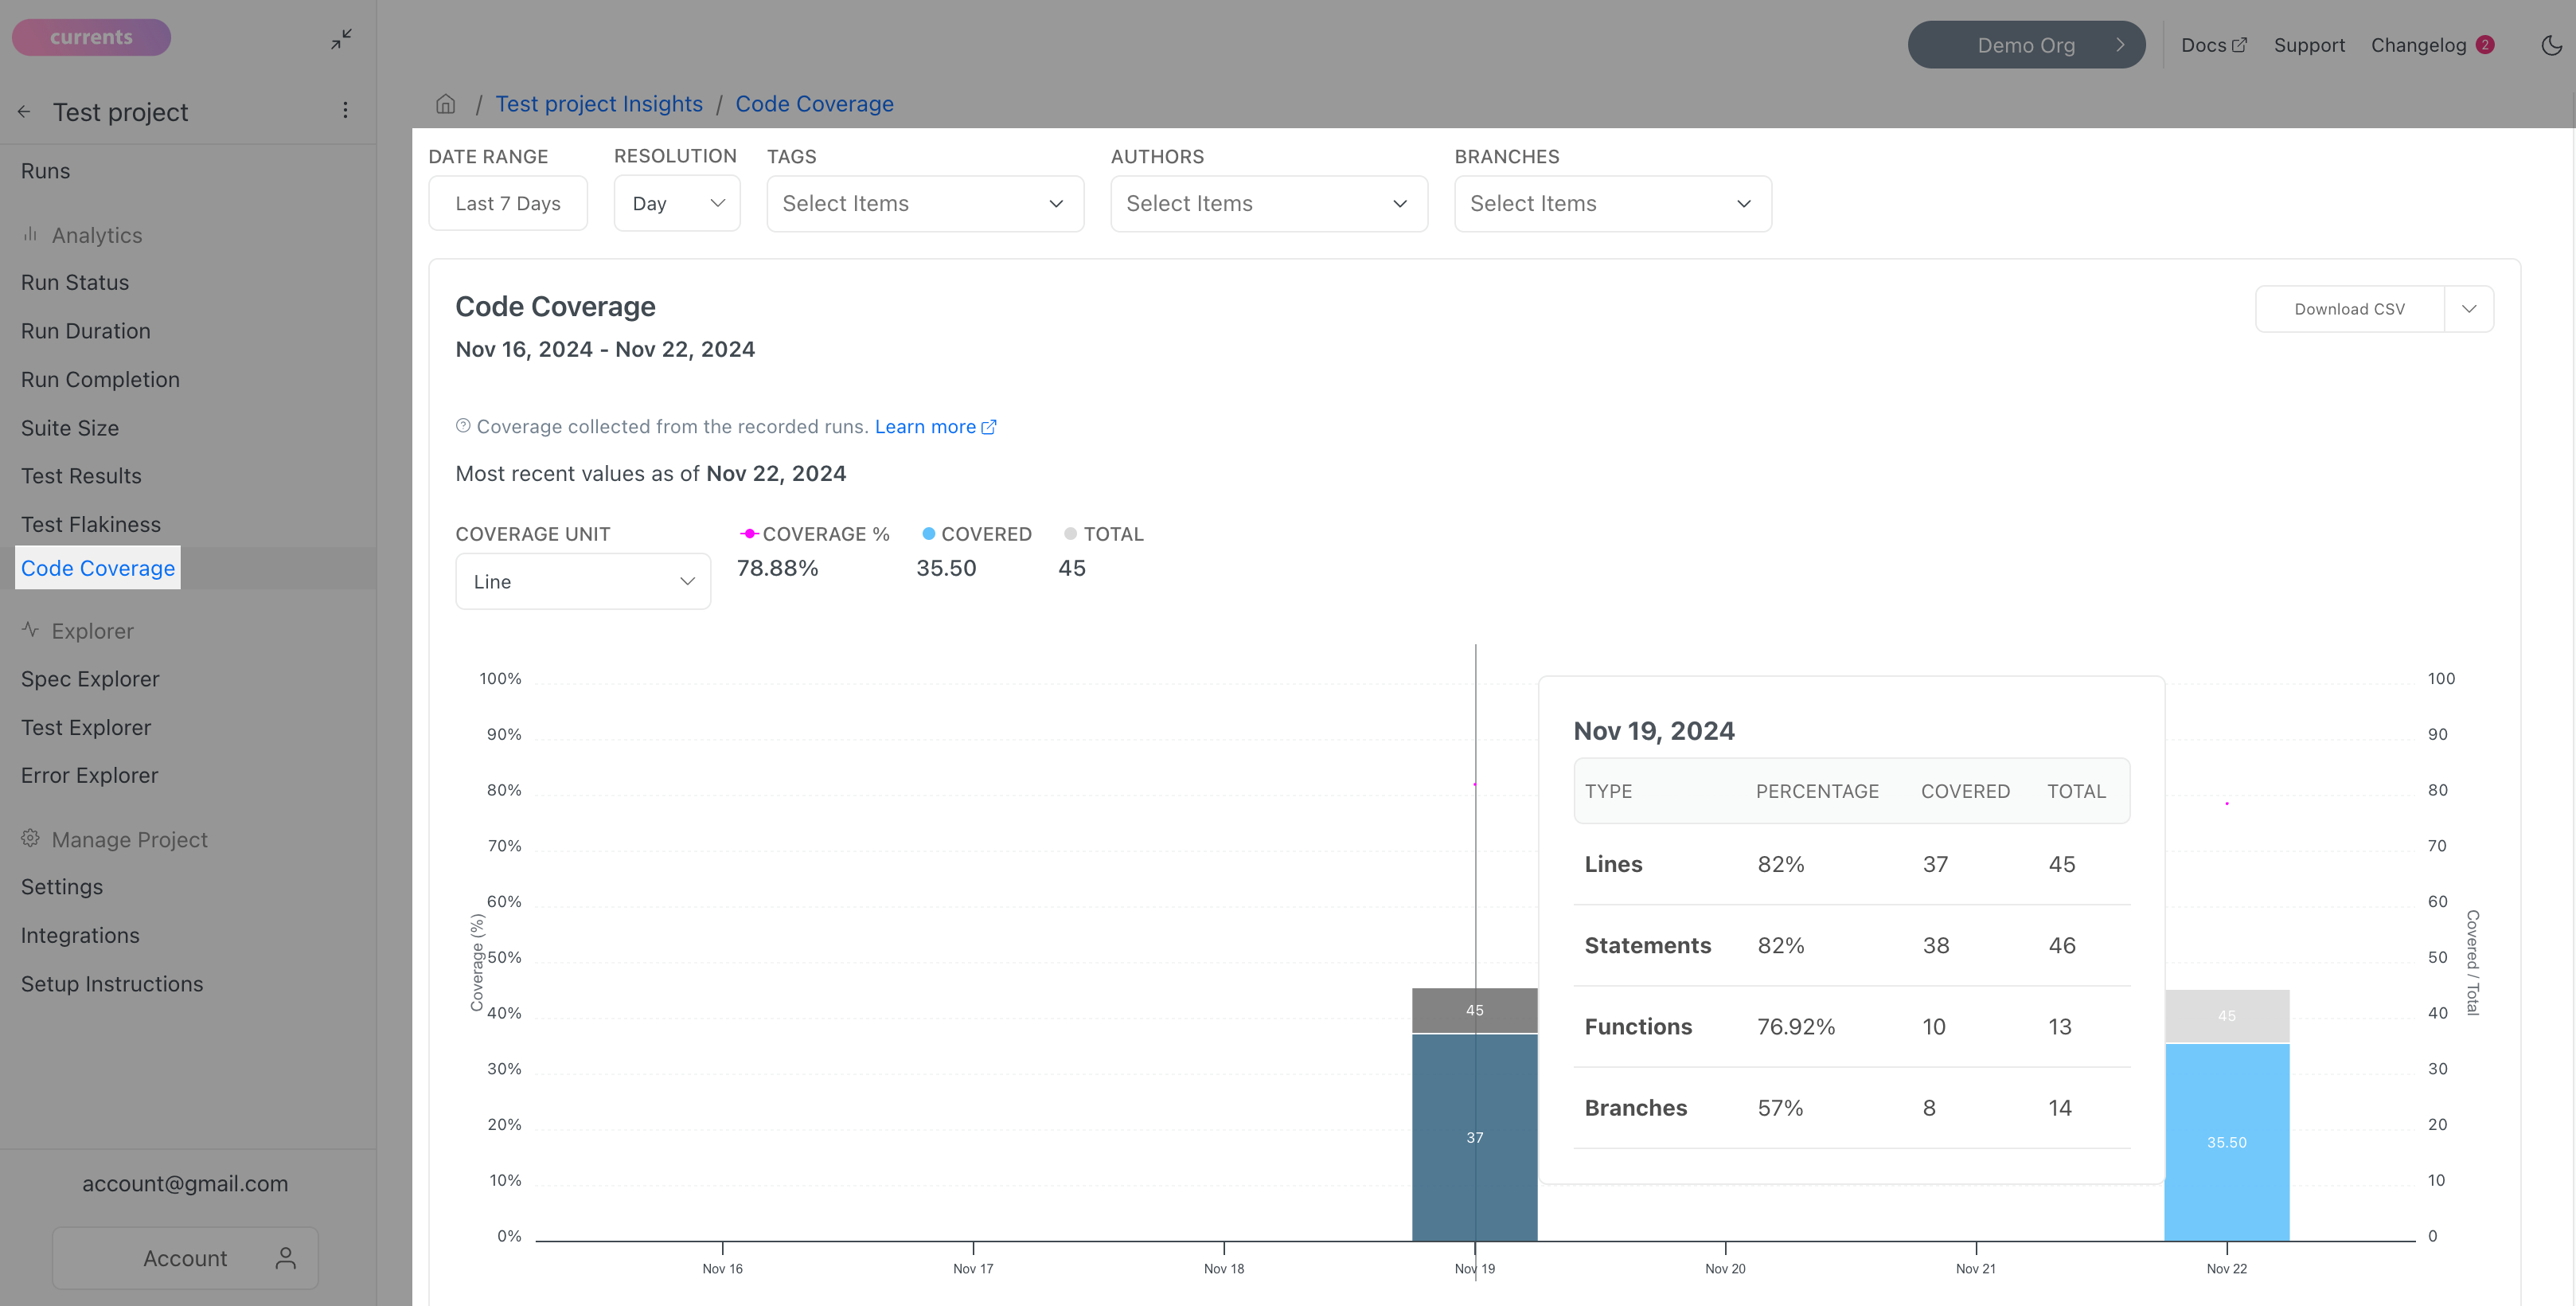 currents
Demo Org
Docs
Support
Changelog 2
Test project
/ Test project Insights / Code Coverage
Runs
Analytics
Run Status
Run Duration
Run Completion
Suite Size
Test Results
Test Flakiness
Code Coverage
Explorer
Spec Explorer
Test Explorer
Error Explorer
Manage Project
Settings
Integrations
Setup Instructions
account@gmail.com
Account
DATE RANGE RESOLUTION TAGS AUTHORS BRANCHES
Last 7 Days Day Select Items Select Items Select Items
Code Coverage
Download CSV
Nov 16, 2024 - Nov 22, 2024
Coverage collected from the recorded runs. Learn more
Most recent values as of Nov 22, 2024
COVERAGE UNIT COVERAGE % COVERED TOTAL
Line 78.88% 35.50 45
Coverage (%)
100%
90%
80%
70%
60%
50%
40%
30%
20%
10%
0%
45
37
Nov 19, 2024
TYPE PERCENTAGE COVERED TOTAL
Lines 82% 37 45
Statements 82% 38 46
Functions 76.92% 10 13
Branches 57% 8 14
45
35.50
100
90
80
70
60
50
40
30
20
10
0
Covered / Total
Nov 16 Nov 17 Nov 18 Nov 19 Nov 20 Nov 21 Nov 22